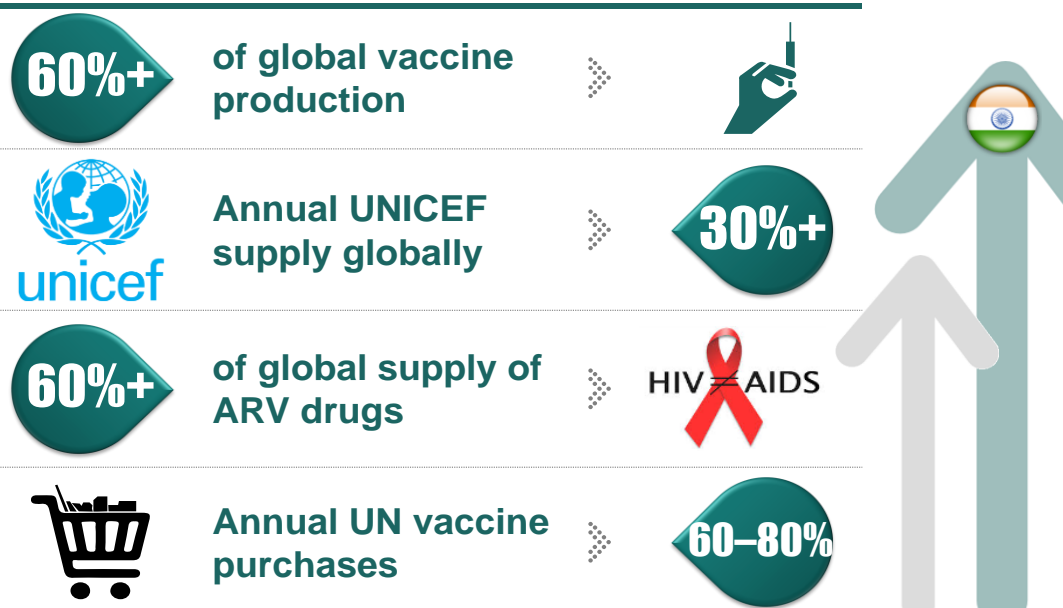 60%+
of global vaccine
production
unicef
Annual UNICEF
supply globally
30%+
60%+
of global supply of
ARV drugs
HIV≠AIDS
Annual UN vaccine
purchases
60–80%